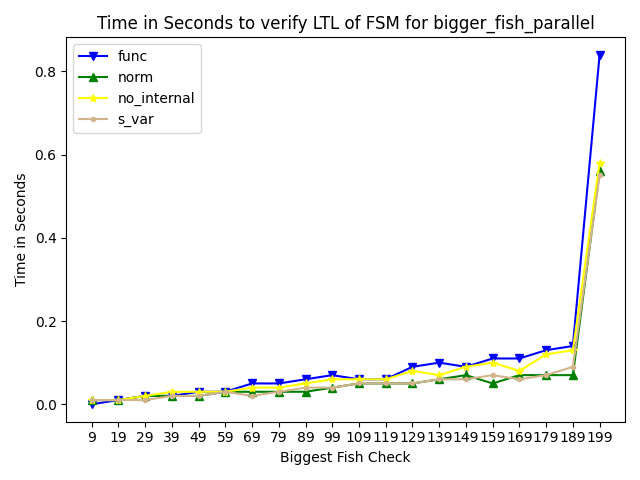 Time in Seconds to verify LTL of FSM for bigger_fish_parallel
func
norm
no_internal
s_var
0.8
0.6
0.4
0.2
0.0
Time in Seconds
9 19 29 39 49 59 69 79 89 99 109 119 129 139 149 159 169 179 189 199
Biggest Fish Check